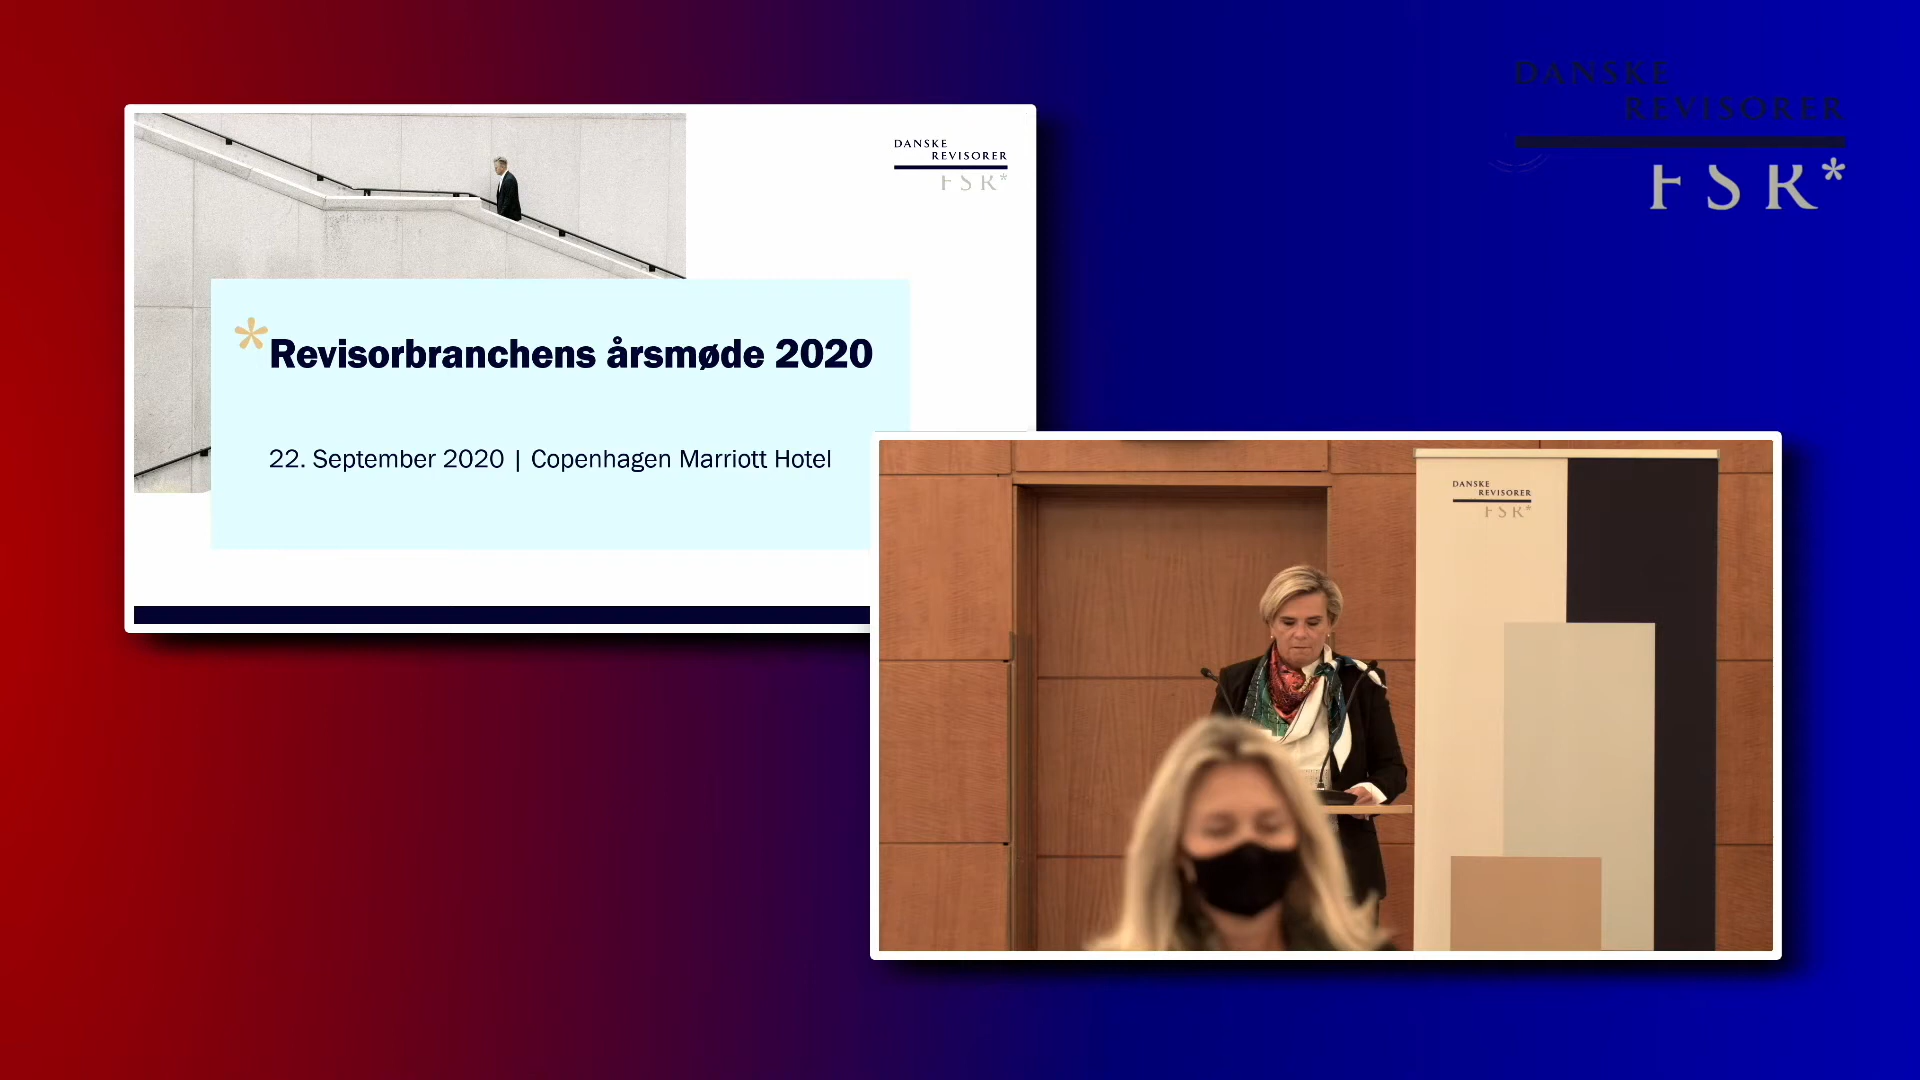 DANSKE
REVISORER
FSR*
DANSKE
REVISORER
FSR*
*Revisorbranchens årsmøde 2020
22. September 2020 | Copenhagen Marriott Hotel
DANSKE
REVISORER
FSR*